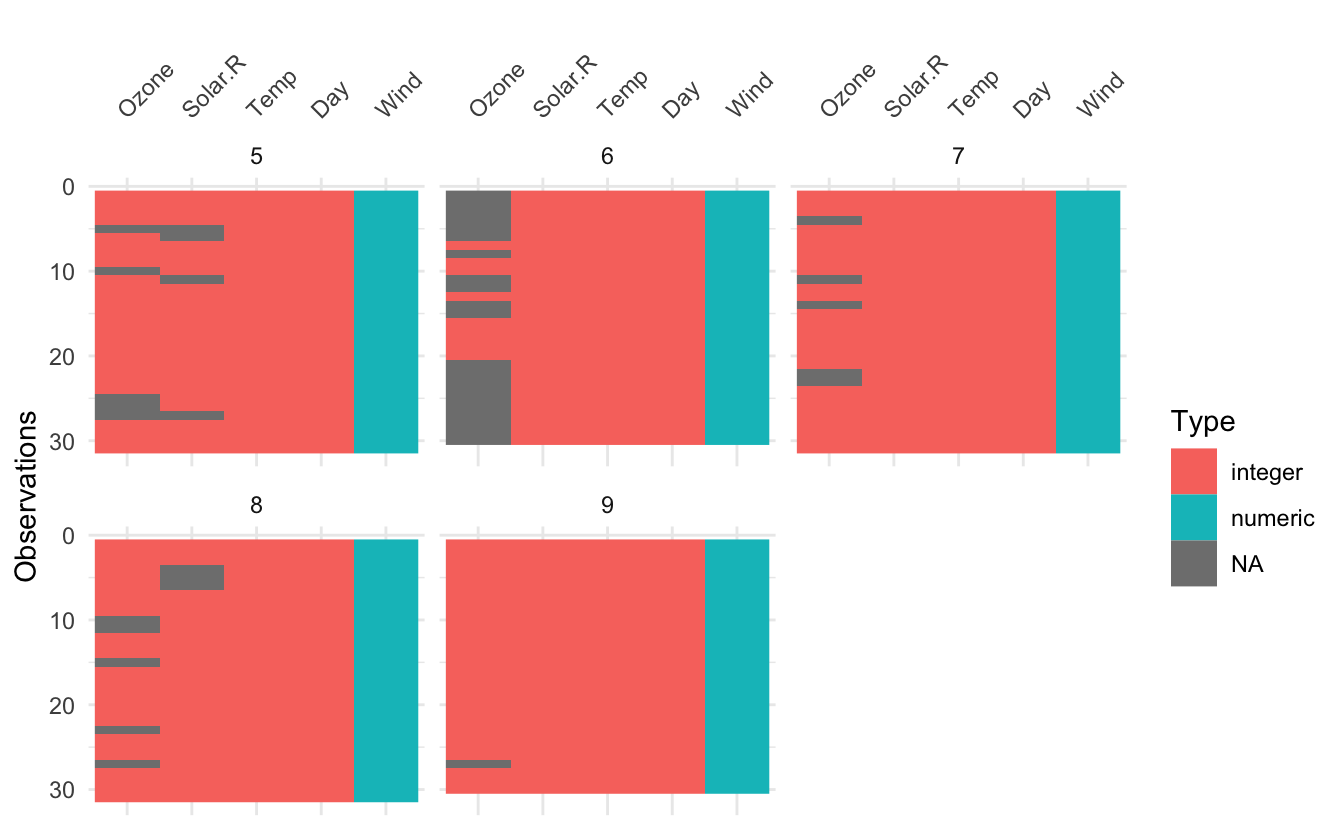 Ozone Solar.R Temp Day Wind Ozone Solar.R Temp Day Wind Ozone Solar.R Temp Day Wind
5 6 7
0
10
20
30
Observations
8 9
0
10
20
30
Type
integer
numeric
NA